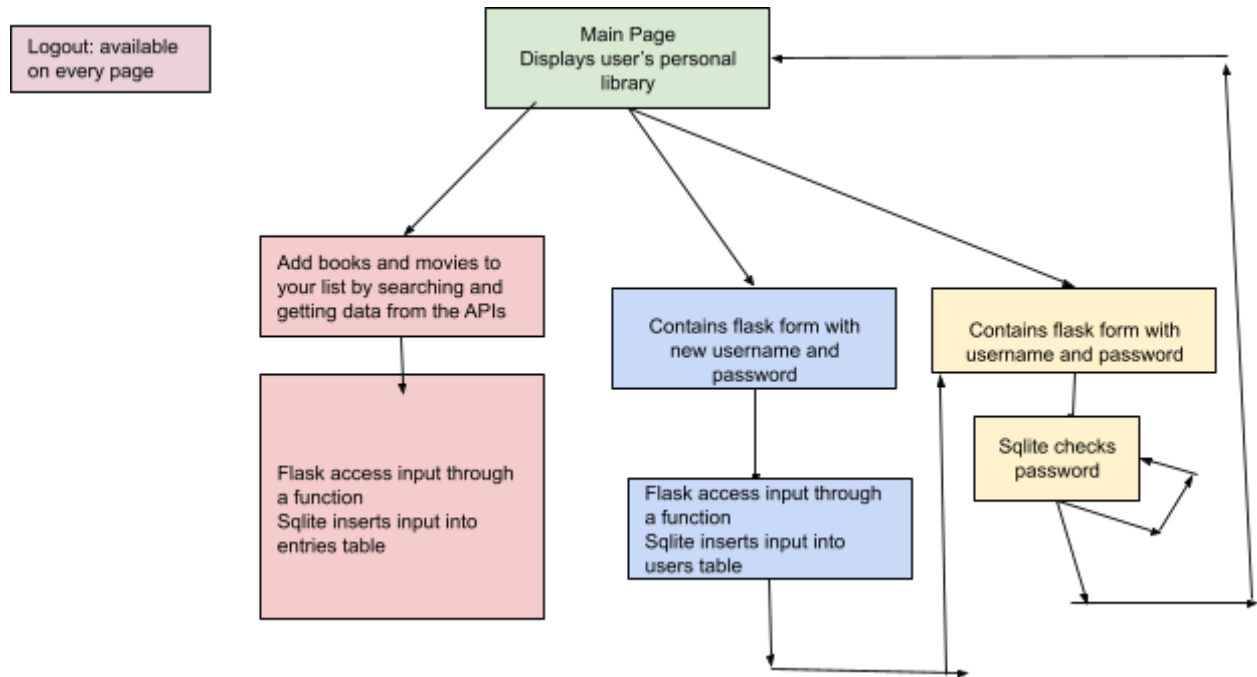 Logout: available
on every page
Main Page
Displays user's personal
library
Add books and movies to
your list by searching and
getting data from the APIs
Contains flask form with
new username and
password
Contains flask form with
username and password
Sqlite checks
password
Flask access input through
a function
Sqlite inserts input into
entries table
Flask access input through
a function
Sqlite inserts input into
users table